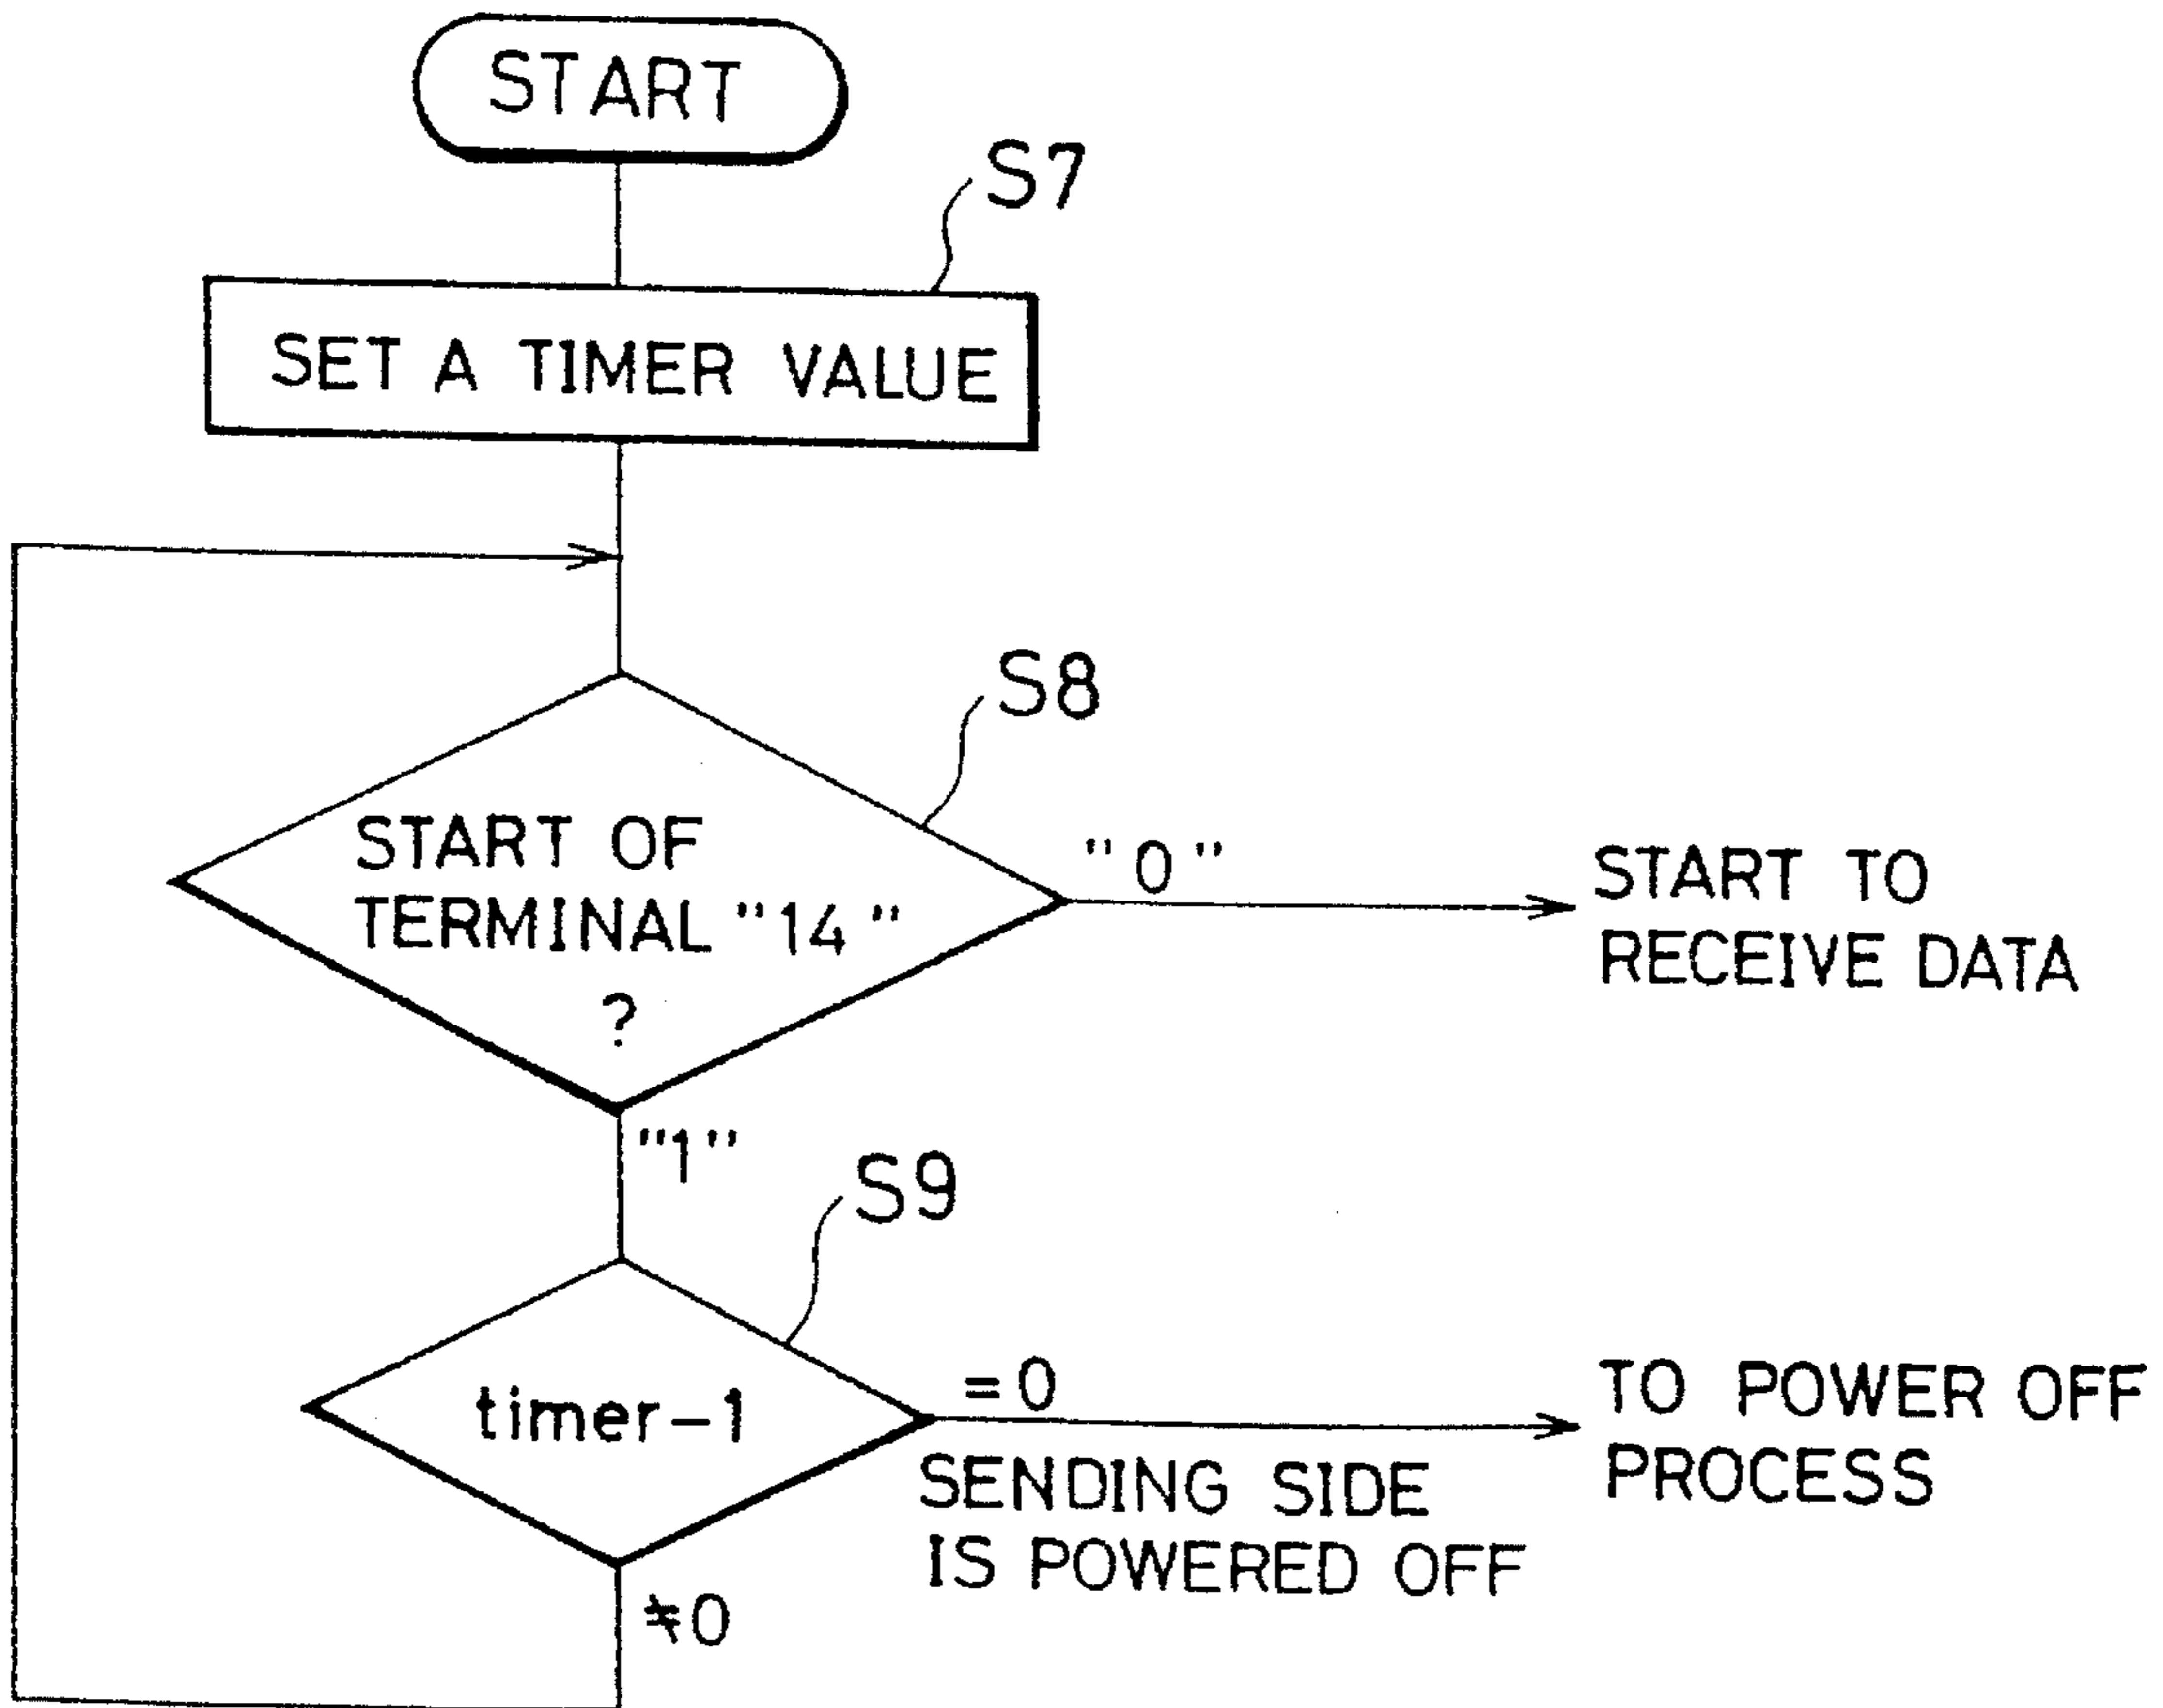 START
S7
SET A TIMER VALUE
S8
START OF
TERMINAL "14"
?
"0"
START TO
RECEIVE DATA
"1"
S9
timer-1
=0
SENDING SIDE
IS POWERED OFF
TO POWER OFF
PROCESS
≠0